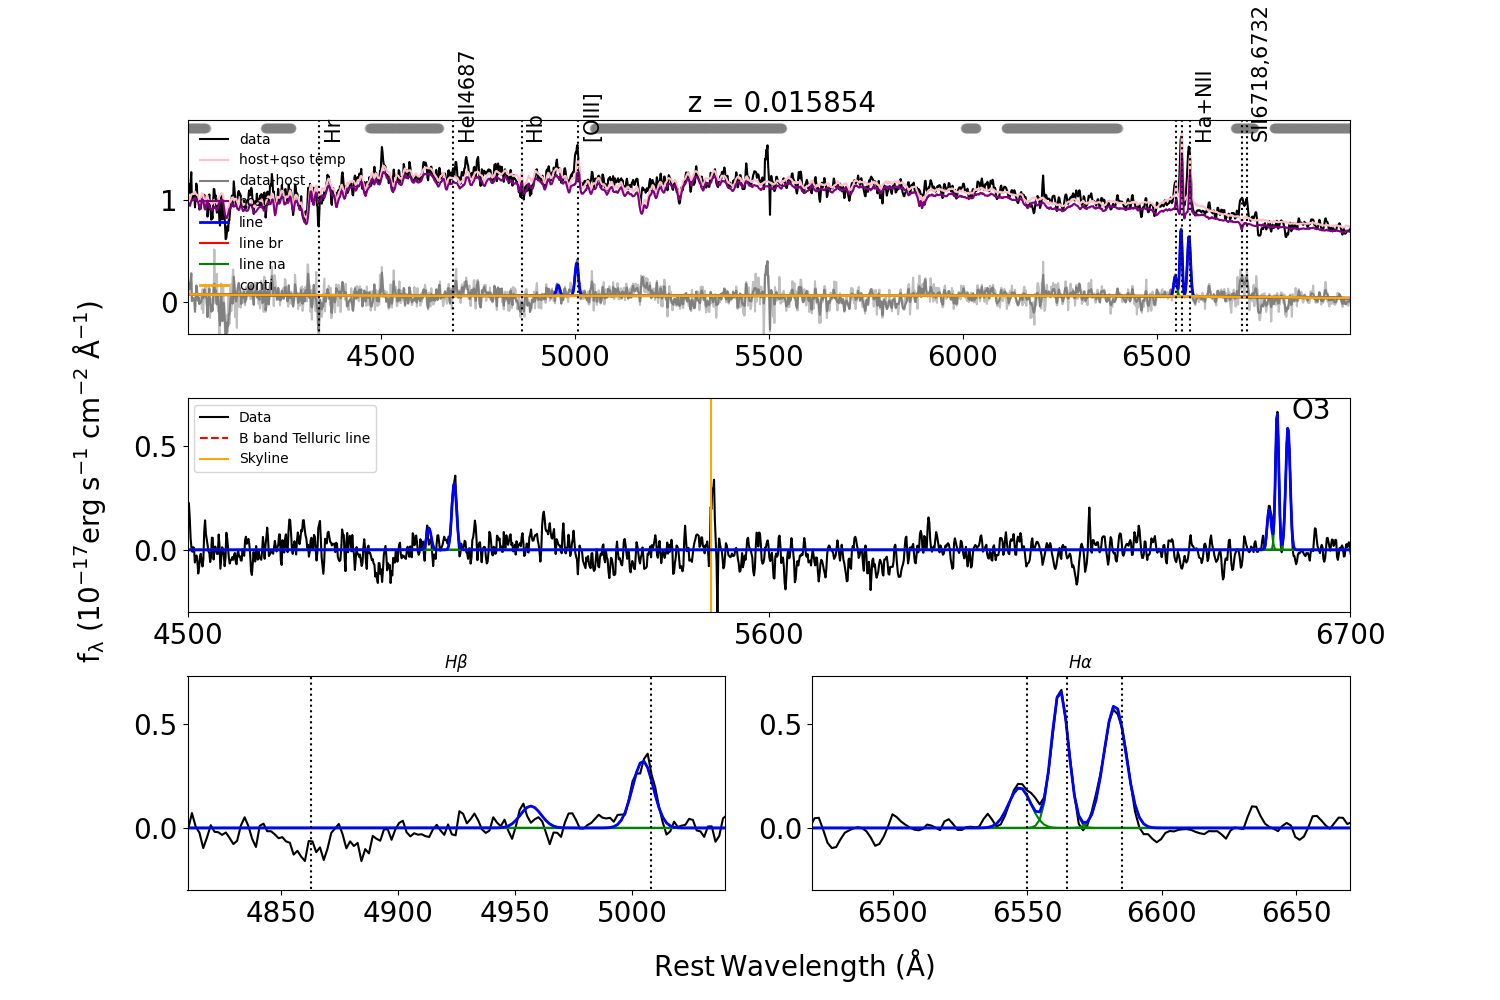 z = 0.015854
Hr
HeII4687
Hb
[OIII]
Ha+NII
SII6718,6732
data
host+qso temp
data-host
line
line br
line na
conti
1
0
4500
5000
5500
6000
6500
fλ (10⁻¹⁷erg s⁻¹ cm⁻² Å⁻¹)
O3
Data
B band Telluric line
Skyline
0.5
0.0
4500
5600
6700
Hβ
0.5
0.0
4850
4900
4950
5000
Hα
0.5
0.0
6500
6550
6600
6650
Rest Wavelength (Å)